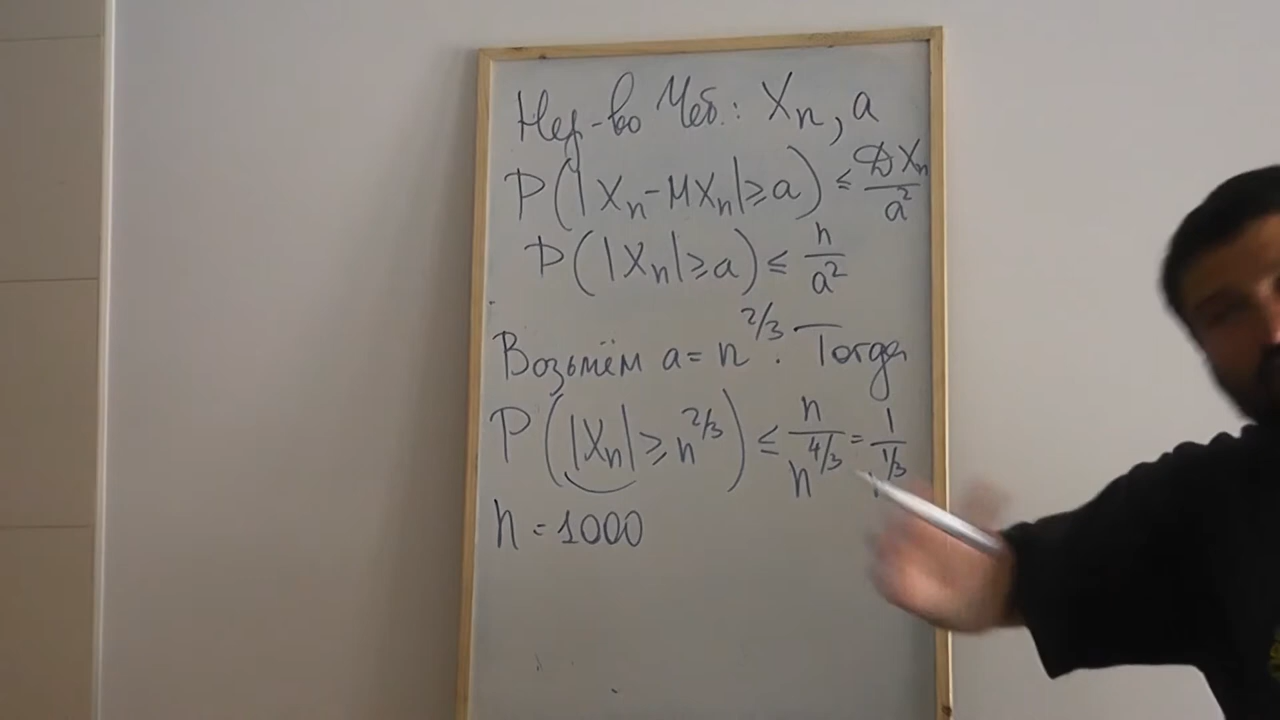 Нер-во Чеб.: Xₙ, a
P(|Xₙ-MXₙ|≥a) ≤ DXₙ/a²
P(|Xₙ|≥a) ≤ n/a²
Возьмём a = n^{2/3}. Тогда
P(|Xₙ|≥n^{2/3}) ≤ n/n^{4/3} = 1/n^{1/3}
n = 1000